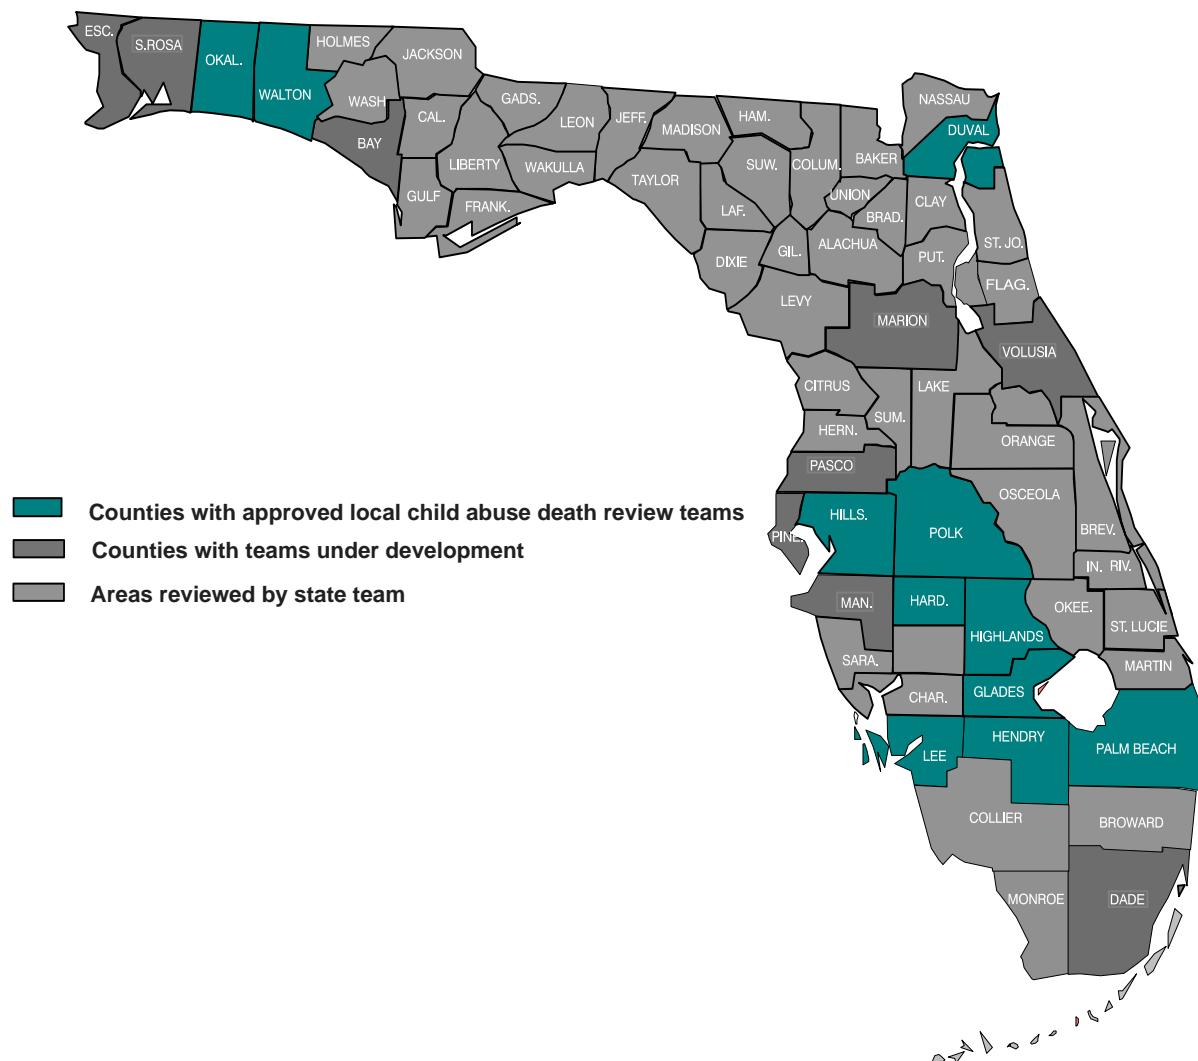 ESC.
S.ROSA
OKAL.
WALTON
HOLMES
JACKSON
WASH
BAY
CAL.
GULF
LIBERTY
GADS.
LEON
WAKULLA
FRANK.
JEFF.
MADISON
TAYLOR
HAM.
SUW.
LAF.
DIXIE
COLUM.
BAKER
NASSAU
DUVAL
UNION
BRAD.
CLAY
ST. JO.
GIL.
ALACHUA
PUT.
FLAG.
LEVY
MARION
VOLUSIA
CITRUS
SUM.
LAKE
HERN.
ORANGE
PASCO
OSCEOLA
BREV.
PINE.
HILLS.
POLK
IN. RIV.
MAN.
HARD.
HIGHLANDS
OKEE.
ST. LUCIE
SARA.
MARTIN
CHAR.
GLADES
LEE
HENDRY
PALM BEACH
COLLIER
BROWARD
MONROE
DADE
Counties with approved local child abuse death review teams
Counties with teams under development
Areas reviewed by state team